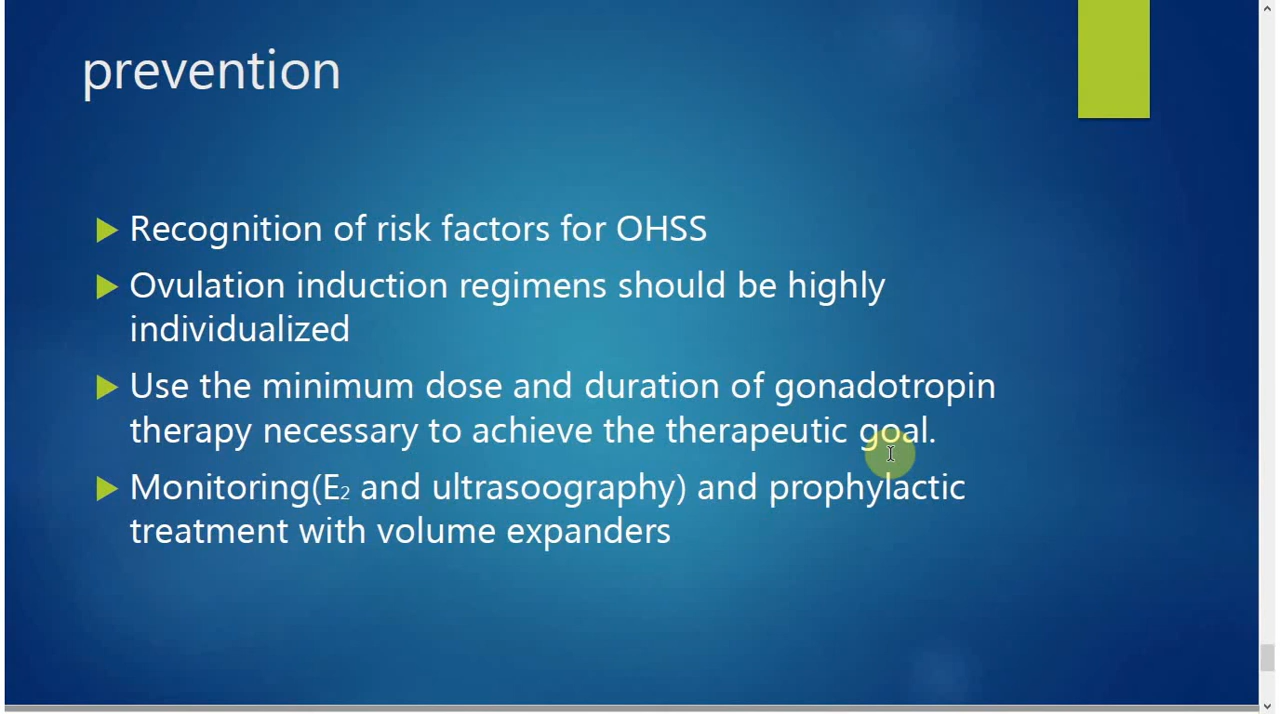 prevention
Recognition of risk factors for OHSS
Ovulation induction regimens should be highly
individualized
Use the minimum dose and duration of gonadotropin
therapy necessary to achieve the therapeutic goal.
Monitoring(E₂ and ultrasoography) and prophylactic
treatment with volume expanders